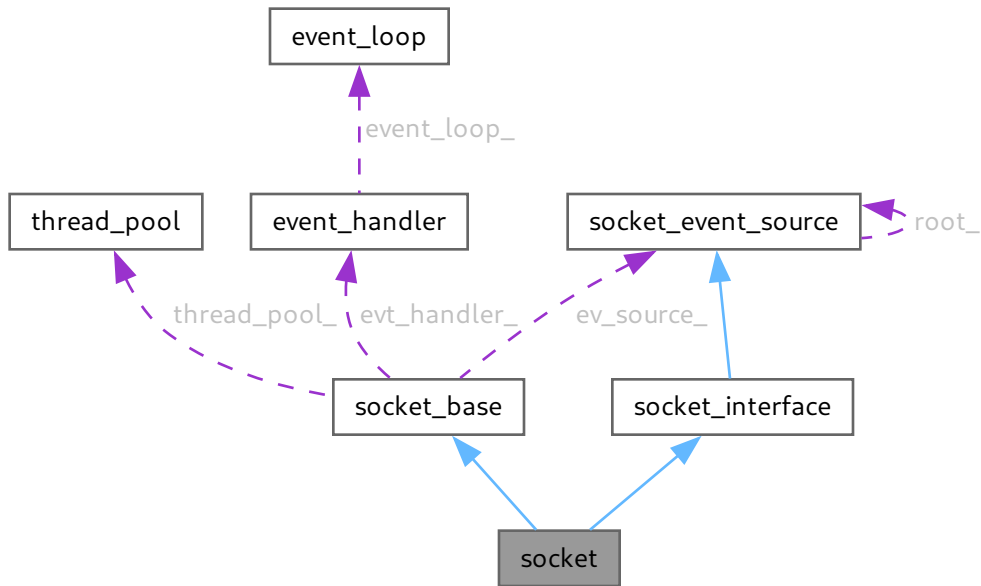 event_loop
event_loop_
thread_pool
event_handler
socket_event_source
root_
thread_pool_
evt_handler_
ev_source_
socket_base
socket_interface
socket